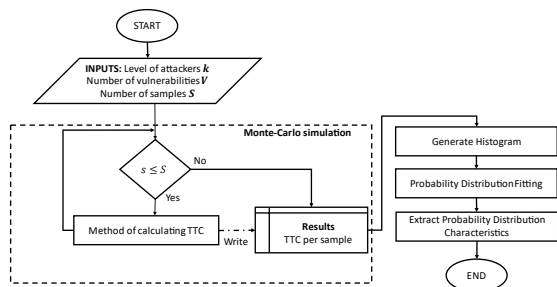 START
INPUTS: Level of attackers k
Number of vulnerabilities V
Number of samples S
Monte-Carlo simulation
s ≤ S
No
Yes
Method of calculating TTC
Write
Results
TTC per sample
Generate Histogram
Probability Distribution Fitting
Extract Probability Distribution
Characteristics
END